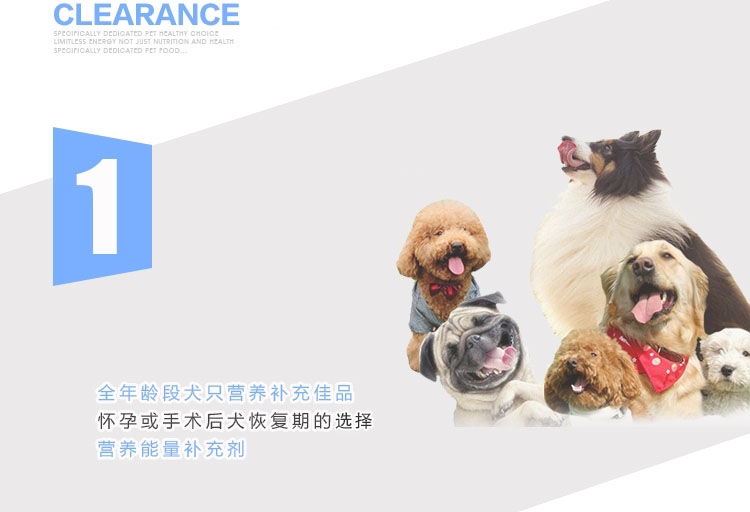 CLEARANCE
SPECIFICALLY DEDICATED PET HEALTHY CHOICE
LIMITLESS ENERGY NOT JUST NUTRITION AND HEALTH
SPECIFICALLY DEDICATED PET FOOD....
1
全年龄段犬只营养补充佳品
怀孕或手术后犬恢复期的选择
营养能量补充剂